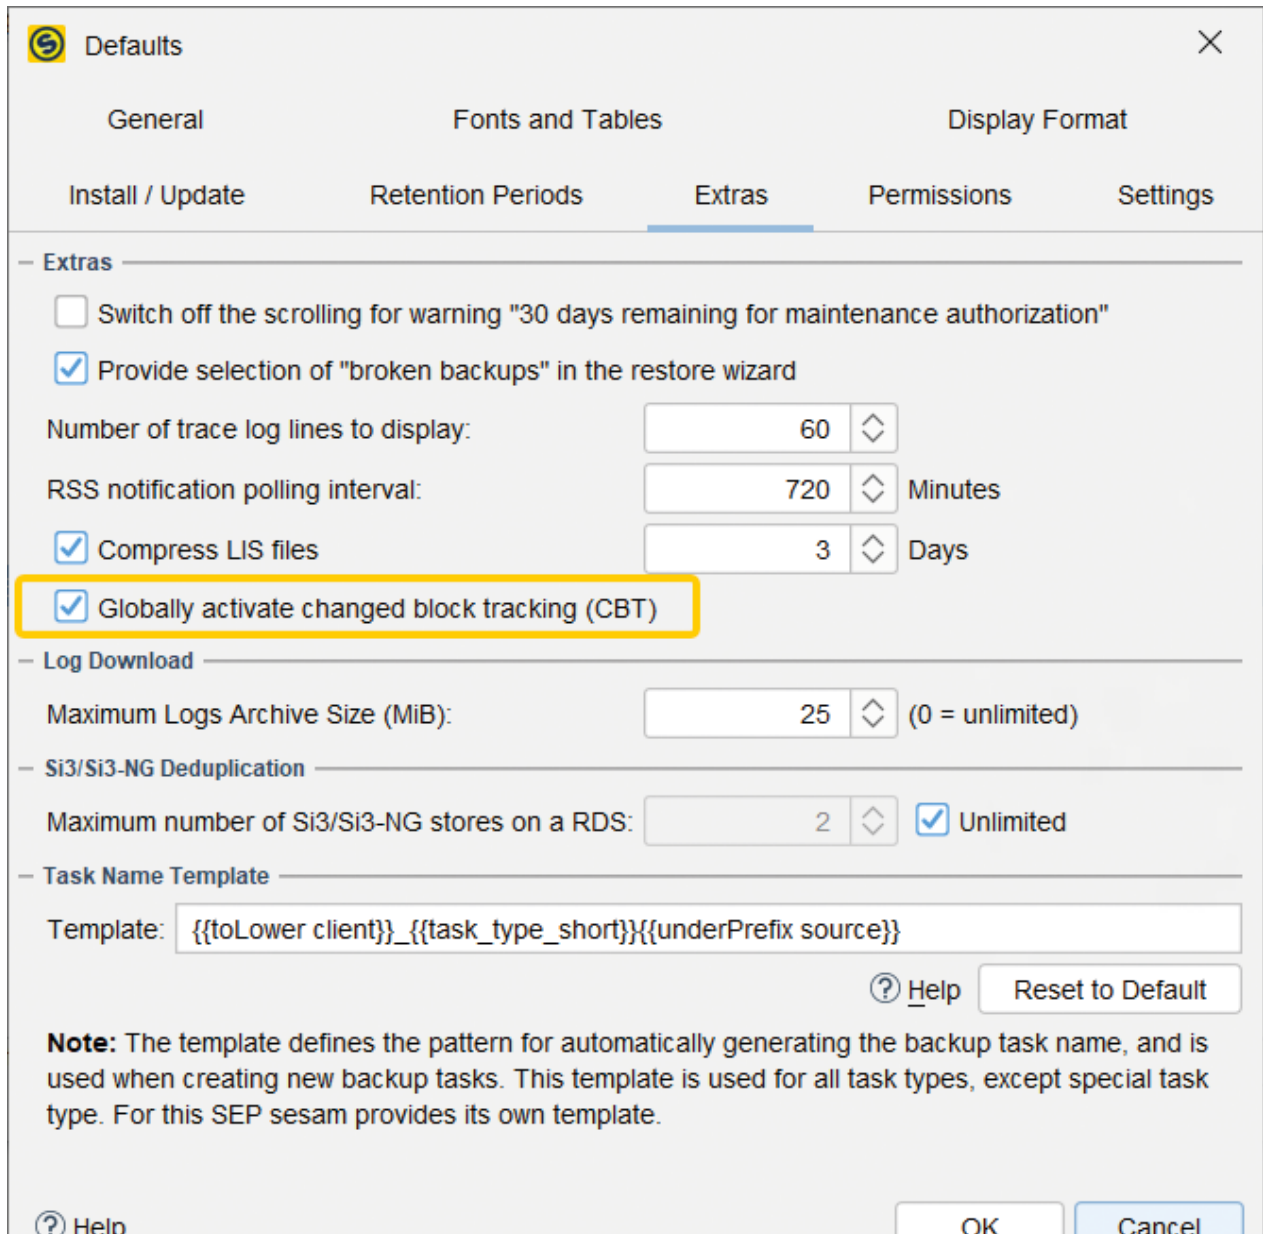 Defaults
General Fonts and Tables Display Format
Install / Update Retention Periods Extras Permissions Settings
Extras
Switch off the scrolling for warning "30 days remaining for maintenance authorization"
Provide selection of "broken backups" in the restore wizard
Number of trace log lines to display: 60
RSS notification polling interval: 720 Minutes
Compress LIS files 3 Days
Globally activate changed block tracking (CBT)
Log Download
Maximum Logs Archive Size (MiB): 25 (0 = unlimited)
Si3/Si3-NG Deduplication
Maximum number of Si3/Si3-NG stores on a RDS: 2 Unlimited
Task Name Template
Template: {{toLower client}}_{{task_type_short}}{{underPrefix source}}
Help Reset to Default
Note: The template defines the pattern for automatically generating the backup task name, and is
used when creating new backup tasks. This template is used for all task types, except special task
type. For this SEP sesam provides its own template.
Help OK Cancel